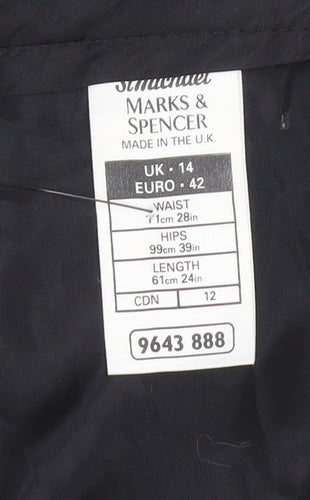 St Michael
MARKS &
SPENCER
MADE IN THE U.K.
UK · 14
EURO · 42
WAIST
71cm 28in
HIPS
99cm 39in
LENGTH
61cm 24in
CDN 12
9643 888